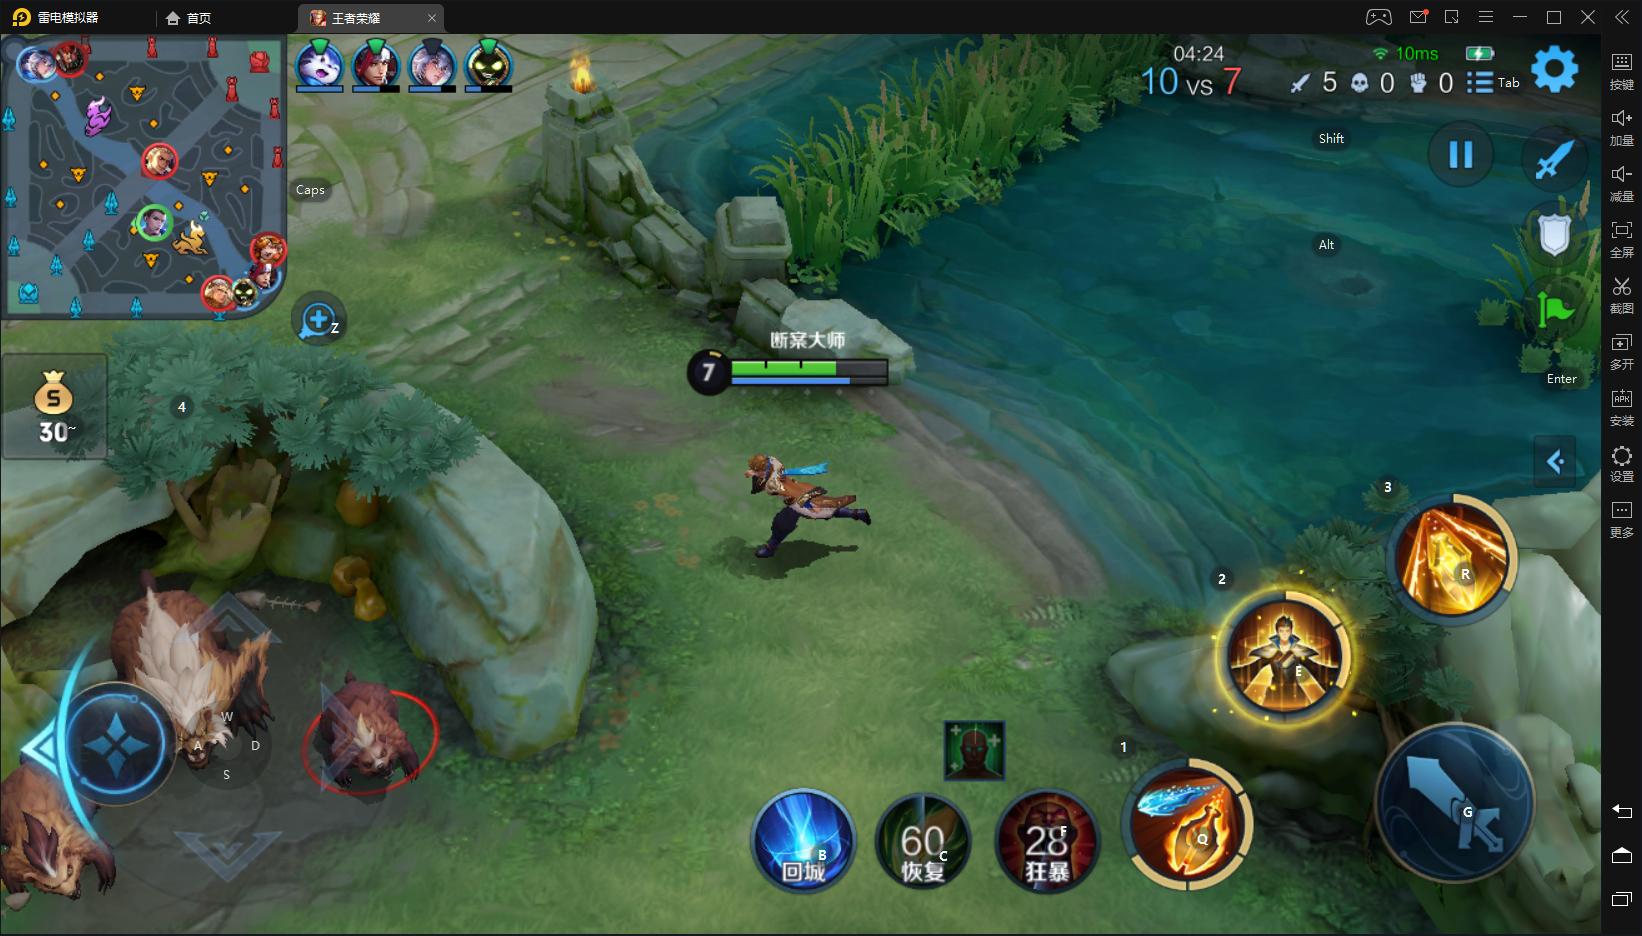 雷电模拟器
首页
王者荣耀
04:24
10ms
10 vs 7
5 0 0 Tab
Shift
Caps
Alt
Z
Enter
断案大师
7
S
30~
4
3
R
2
E
W
A
D
S
1
G
B
回城
60
C
恢复
28
F
狂暴
Q
按键
加量
减量
全屏
截图
多开
APK
安装
设置
更多